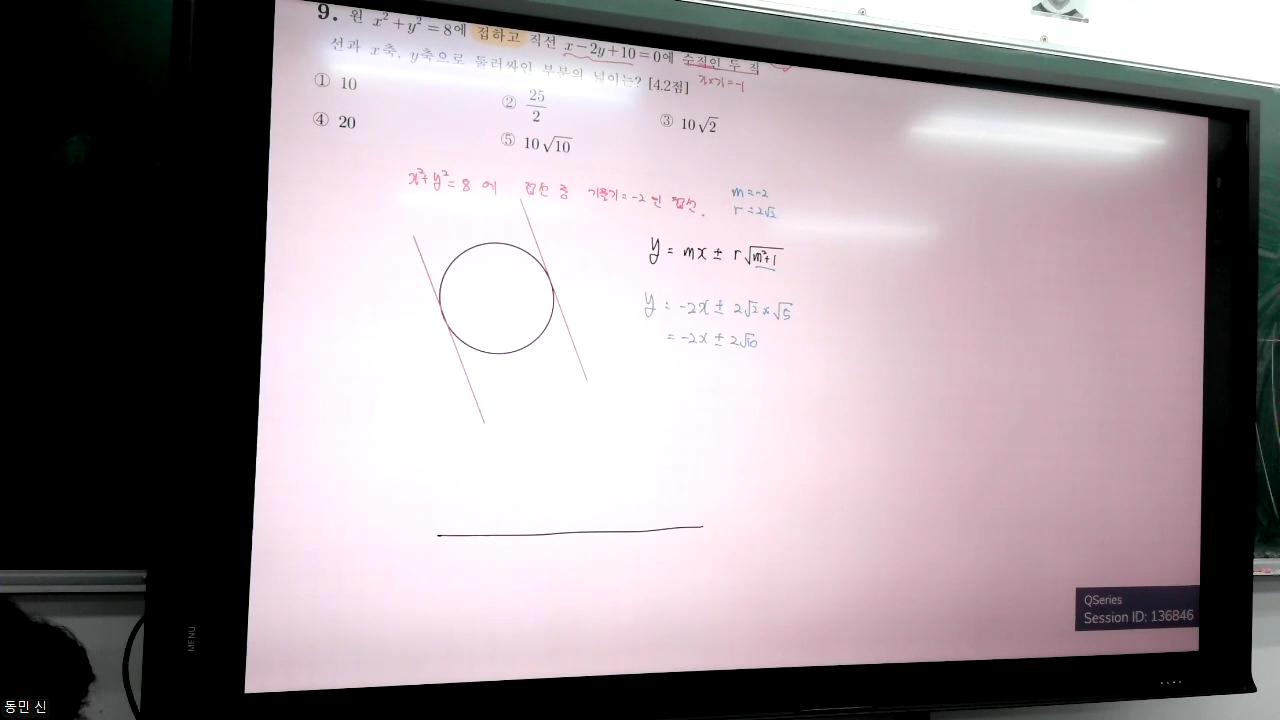 9. 원 x²+y²=8에 접하고 직선 x-2y+10=0에 수직인 두 직
선과 x축, y축으로 둘러싸인 부분의 넓이는? [4.2점]
① 10
② 25/2
③ 10√2
④ 20
⑤ 10√10
x²+y²=8 에 접선 중 기울기=-2 인 접선.
m=-2
r=2√2
y = mx ± r√m²+1
y = -2x ± 2√2×√5
= -2x ± 2√10
QSeries
Session ID: 136846
MENU
동민 신